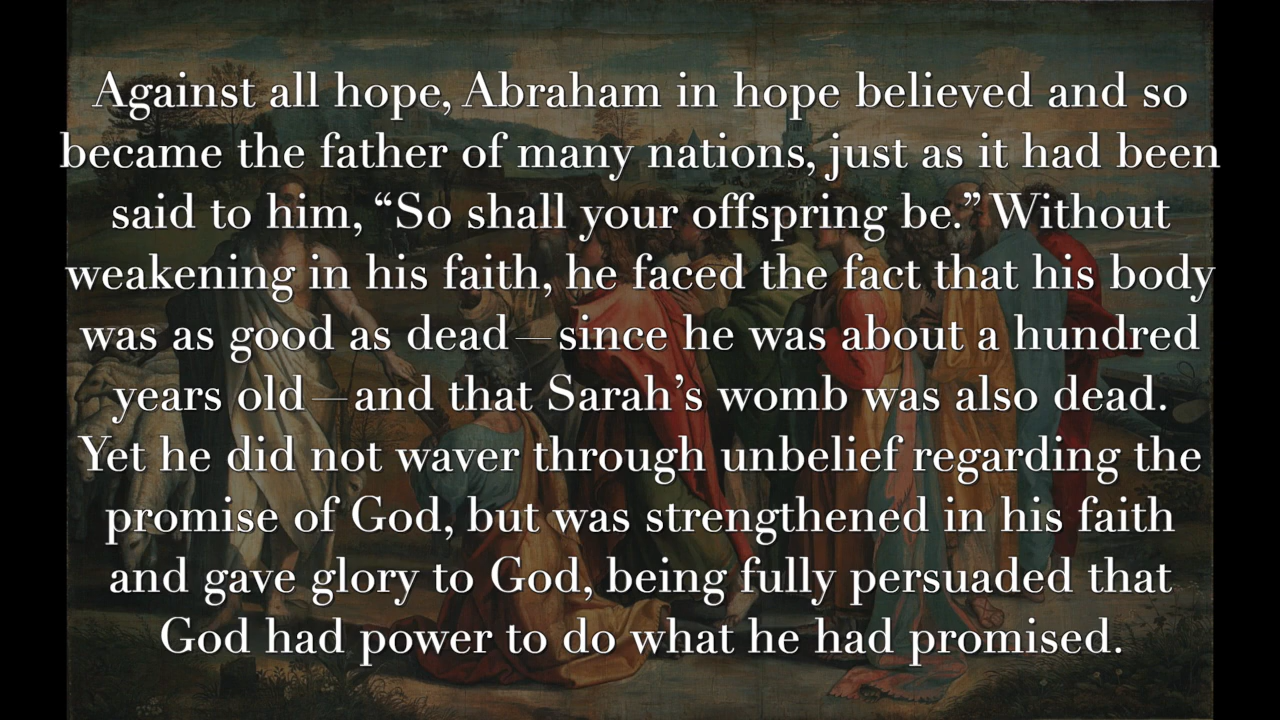 Against all hope, Abraham in hope believed and so
became the father of many nations, just as it had been
said to him, “So shall your offspring be.” Without
weakening in his faith, he faced the fact that his body
was as good as dead—since he was about a hundred
years old—and that Sarah’s womb was also dead.
Yet he did not waver through unbelief regarding the
promise of God, but was strengthened in his faith
and gave glory to God, being fully persuaded that
God had power to do what he had promised.